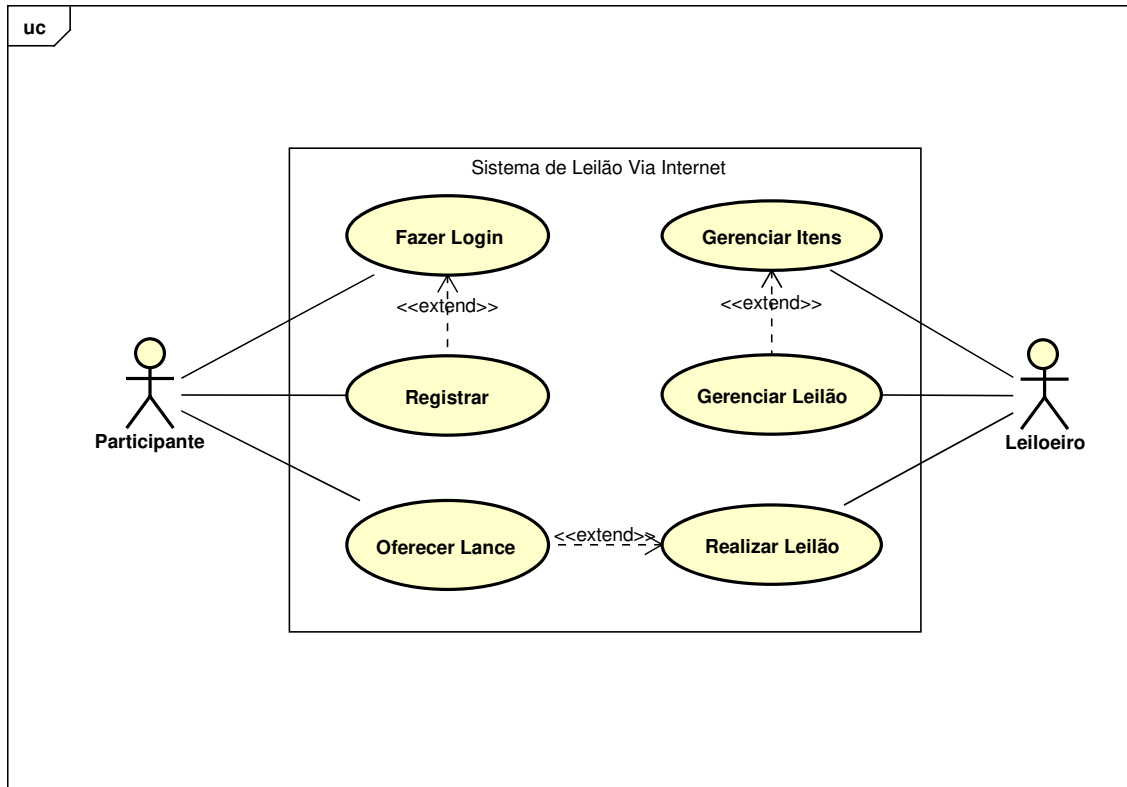 uc
Sistema de Leilão Via Internet
Fazer Login
Gerenciar Itens
<<extend>>
<<extend>>
Registrar
Gerenciar Leilão
Participante
Leiloeiro
Oferecer Lance
<<extend>>
Realizar Leilão